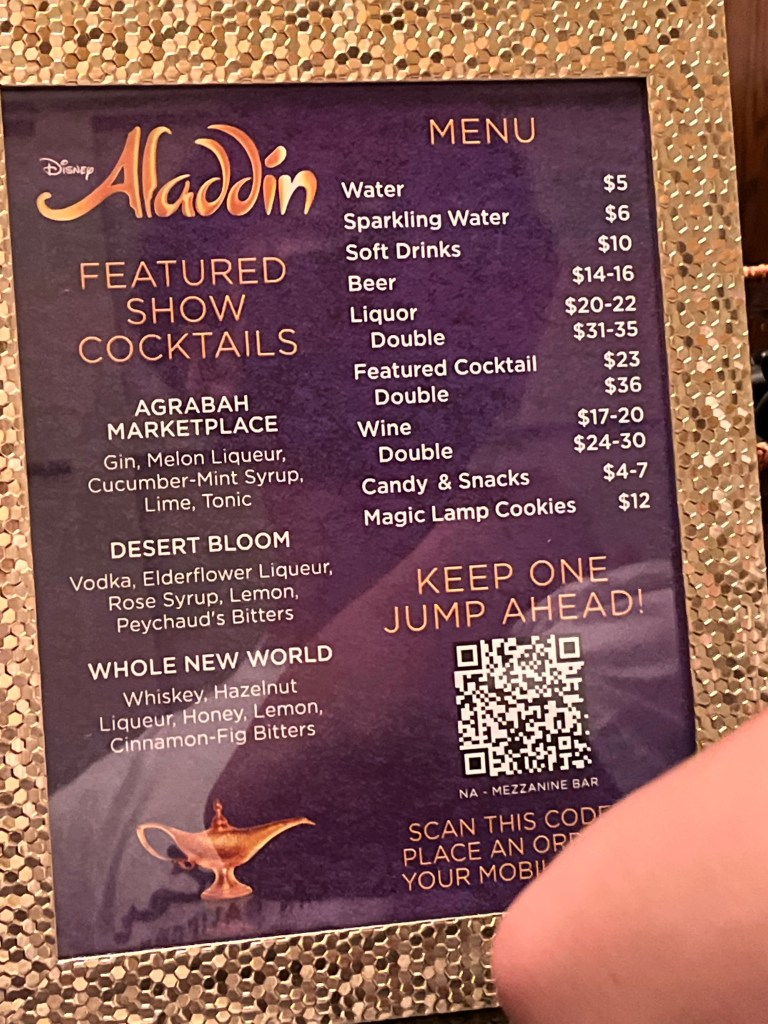 DISNEY
Aladdin
FEATURED
SHOW
COCKTAILS
AGRABAH
MARKETPLACE
Gin, Melon Liqueur,
Cucumber-Mint Syrup,
Lime, Tonic
DESERT BLOOM
Vodka, Elderflower Liqueur,
Rose Syrup, Lemon,
Peychaud's Bitters
WHOLE NEW WORLD
Whiskey, Hazelnut
Liqueur, Honey, Lemon,
Cinnamon-Fig Bitters
MENU
Water $5
Sparkling Water $6
Soft Drinks $10
Beer $14-16
Liquor $20-22
Double $31-35
Featured Cocktail $23
Double $36
Wine $17-20
Double $24-30
Candy & Snacks $4-7
Magic Lamp Cookies $12
KEEP ONE
JUMP AHEAD!
NA - MEZZANINE BAR
SCAN THIS CODE
PLACE AN
YOUR